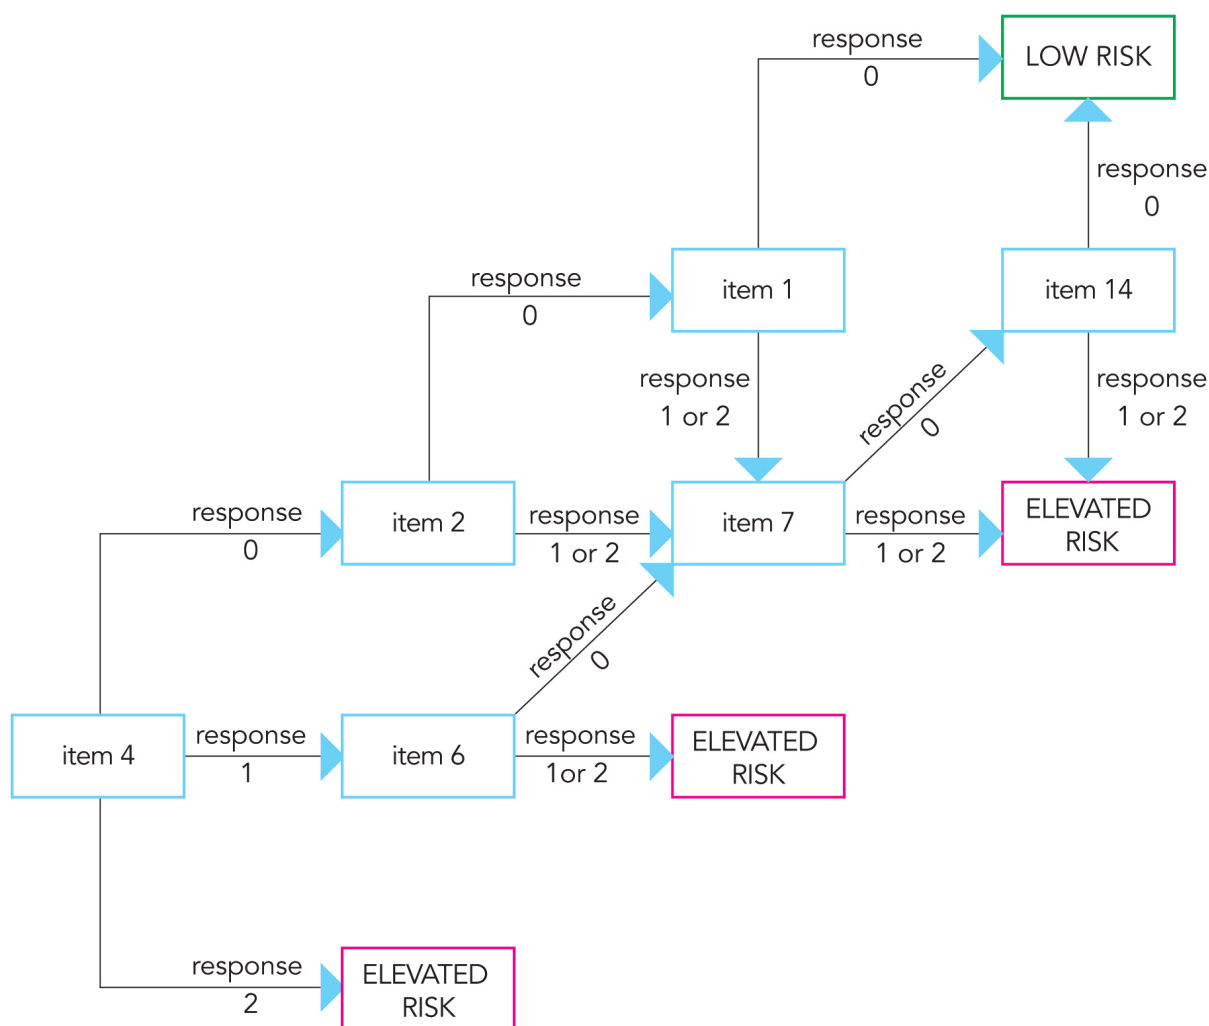 response
0
LOW RISK
response
0
response
0
item 1
item 14
response
1 or 2
response
0
response
1 or 2
response
0
item 2
response
1 or 2
item 7
response
1 or 2
ELEVATED
RISK
response
0
item 4
response
1
item 6
response
1or 2
ELEVATED
RISK
response
2
ELEVATED
RISK